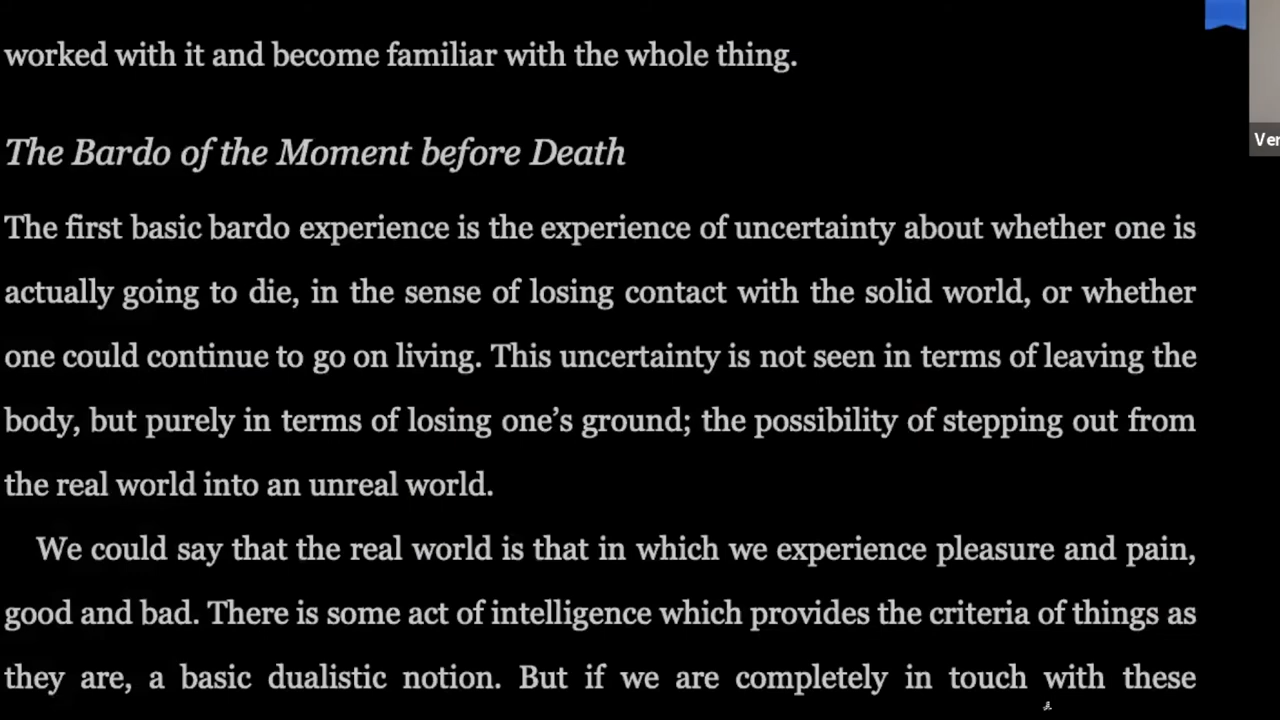 worked with it and become familiar with the whole thing.
The Bardo of the Moment before Death
The first basic bardo experience is the experience of uncertainty about whether one is
actually going to die, in the sense of losing contact with the solid world, or whether
one could continue to go on living. This uncertainty is not seen in terms of leaving the
body, but purely in terms of losing one’s ground; the possibility of stepping out from
the real world into an unreal world.
We could say that the real world is that in which we experience pleasure and pain,
good and bad. There is some act of intelligence which provides the criteria of things as
they are, a basic dualistic notion. But if we are completely in touch with these
Ver